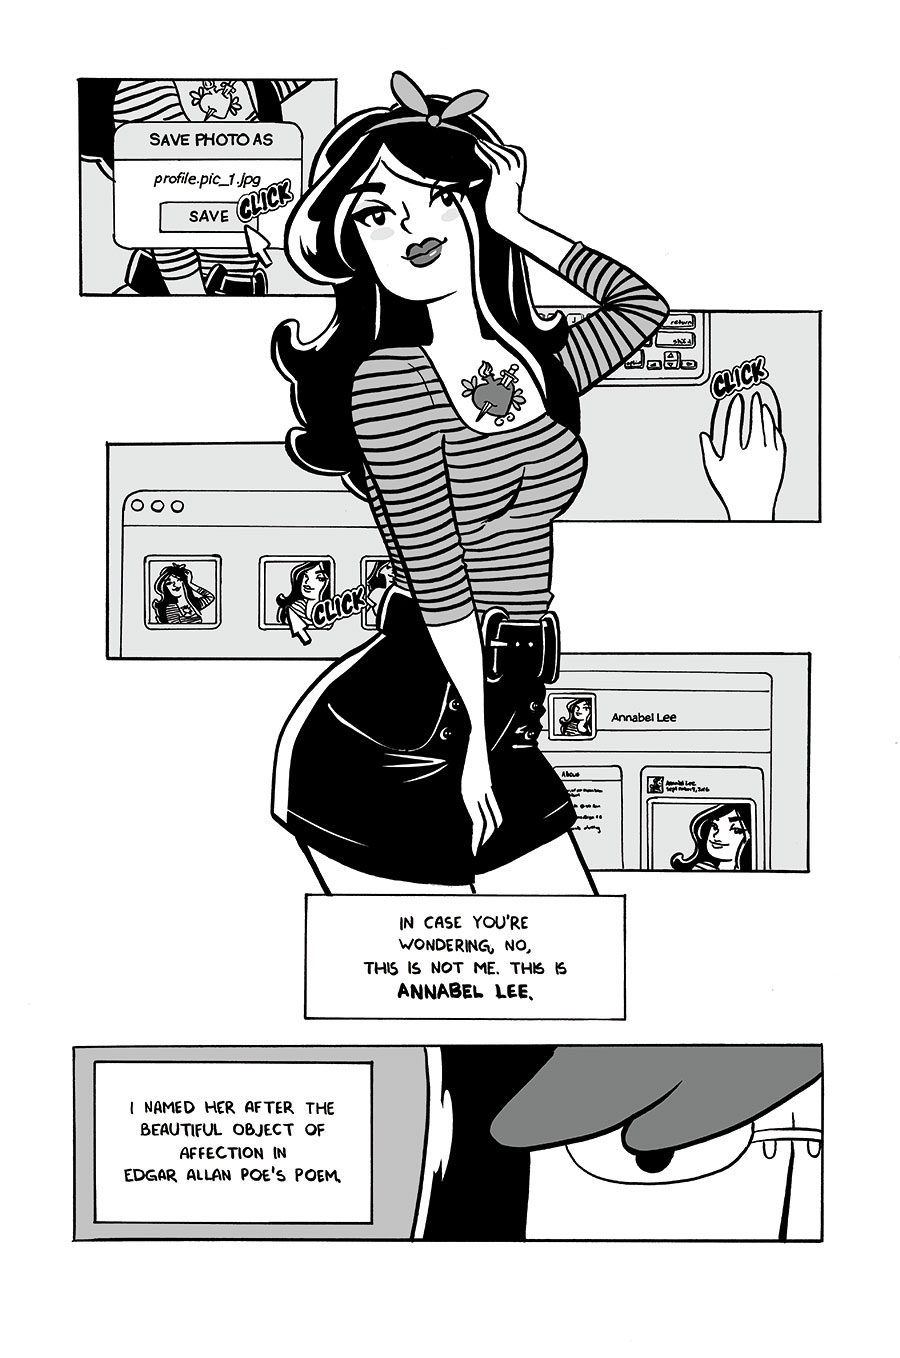 SAVE PHOTO AS
profile.pic_1.jpg
SAVE
CLICK
return
shift
CLICK
CLICK
Annabel Lee
About
Annabel Lee
IN CASE YOU'RE
WONDERING, NO,
THIS IS NOT ME. THIS IS
ANNABEL LEE.
I NAMED HER AFTER THE
BEAUTIFUL OBJECT OF
AFFECTION IN
EDGAR ALLAN POE'S POEM.